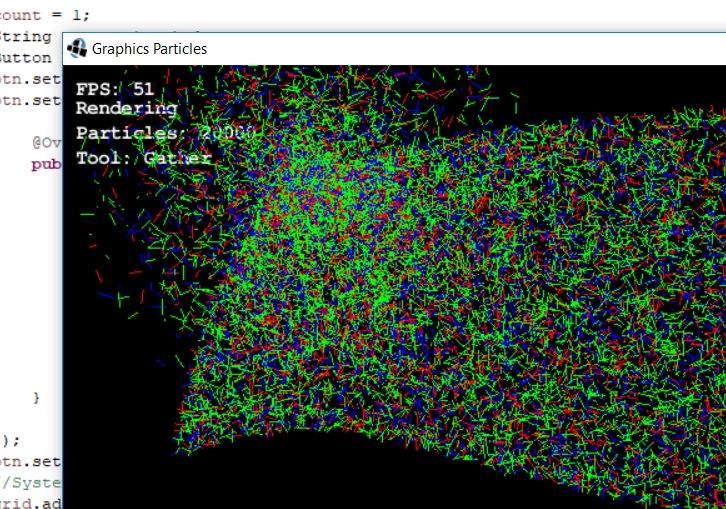 count = 1;
String
Graphics Particles
Button
btn.set
FPS: 51
btn.set
Rendering
Particles: 20000
@Ov
Tool: Gather
pub
}
);
btn.set
//Syste
grid.ad